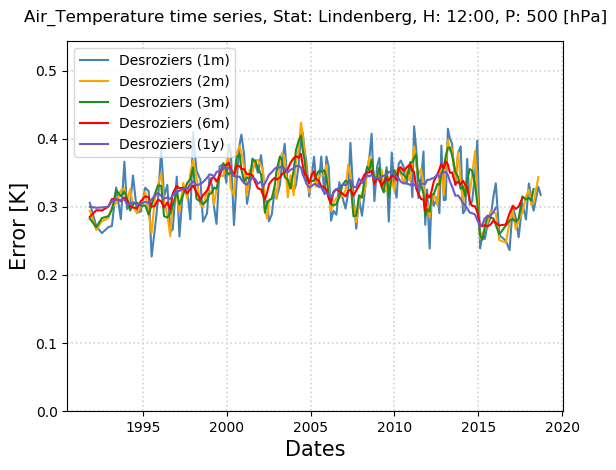 Air_Temperature time series, Stat: Lindenberg, H: 12:00, P: 500 [hPa]
Desroziers (1m)
Desroziers (2m)
Desroziers (3m)
Desroziers (6m)
Desroziers (1y)
Error [K]
0.5
0.4
0.3
0.2
0.1
0.0
1995 2000 2005 2010 2015 2020
Dates